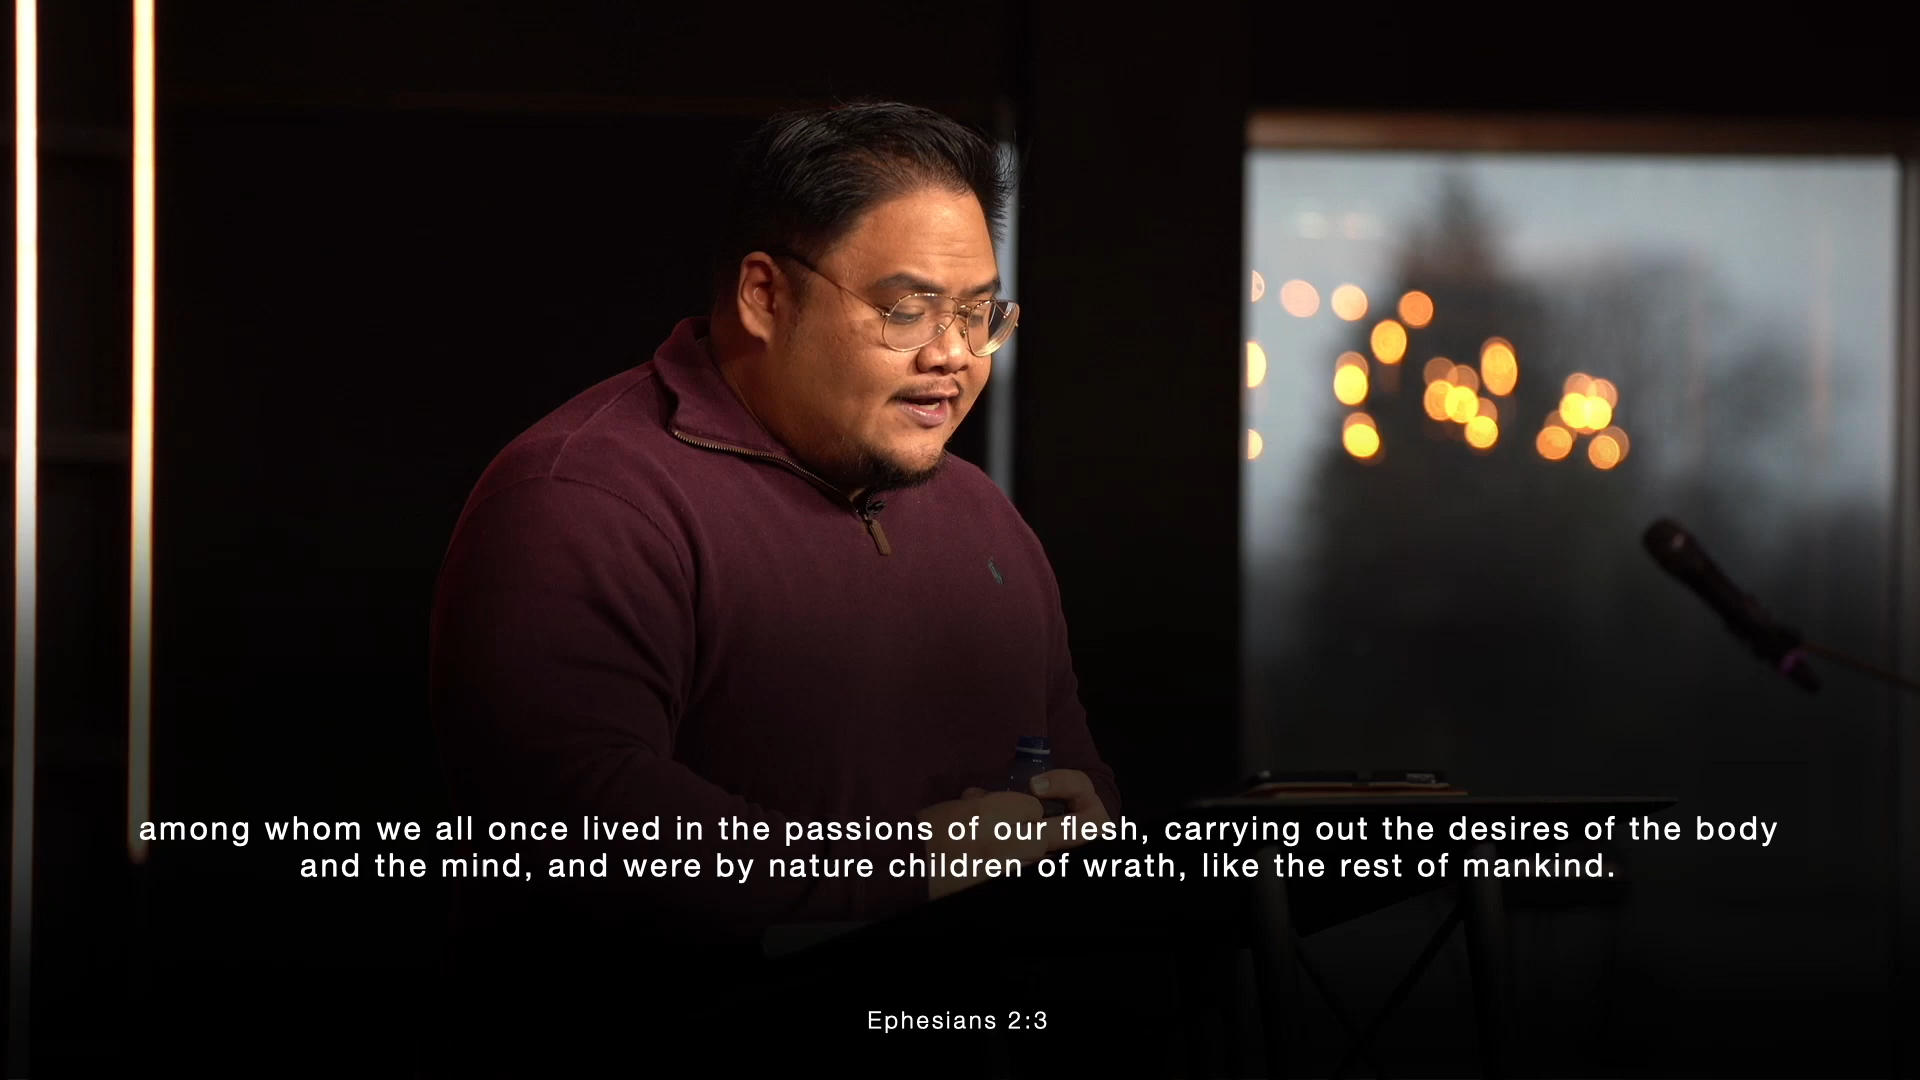 among whom we all once lived in the passions of our flesh, carrying out the desires of the body
and the mind, and were by nature children of wrath, like the rest of mankind.
Ephesians 2:3